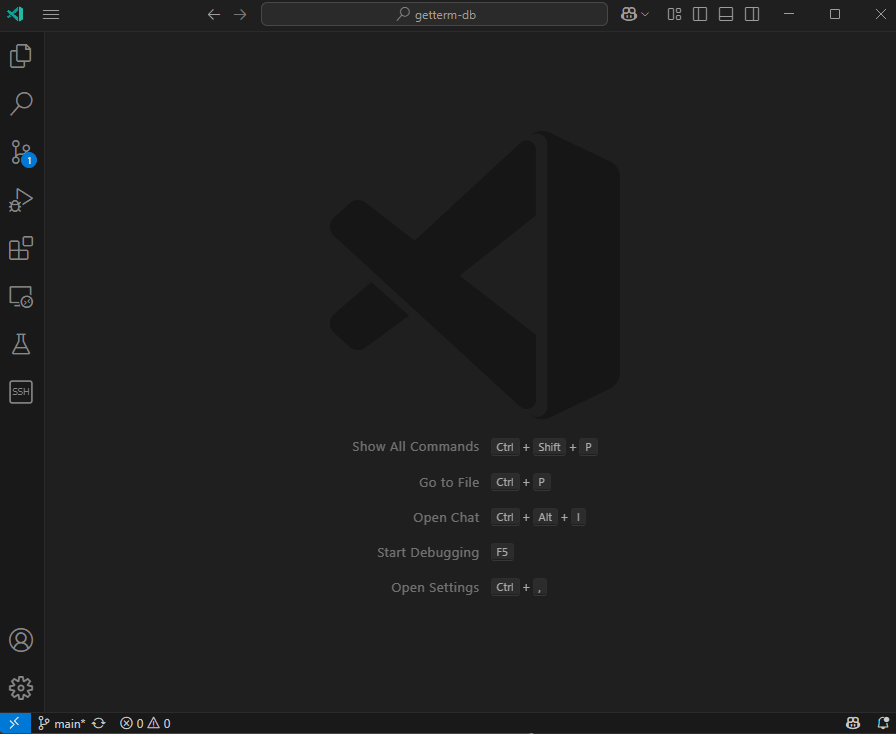 getterm-db
1
SSH
Show All Commands Ctrl + Shift + P
Go to File Ctrl + P
Open Chat Ctrl + Alt + I
Start Debugging F5
Open Settings Ctrl + ,
main* 0 0